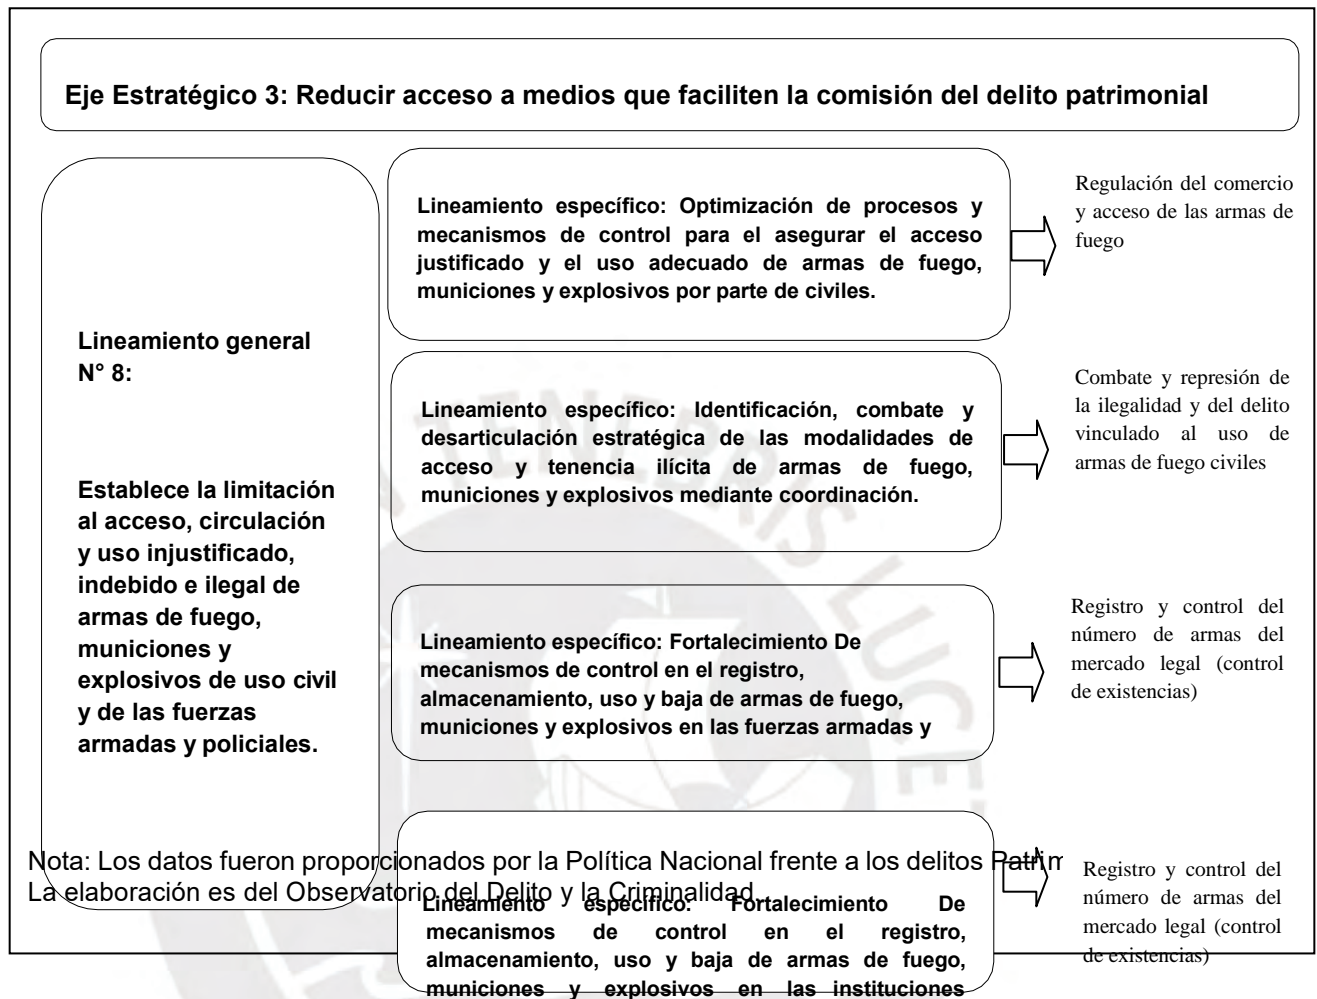 Eje Estratégico 3: Reducir acceso a medios que faciliten la comisión del delito patrimonial
Lineamiento general
N° 8:
Establece la limitación
al acceso, circulación
y uso injustificado,
indebido e ilegal de
armas de fuego,
municiones y
explosivos de uso civil
y de las fuerzas
armadas y policiales.
Lineamiento específico: Optimización de procesos y
mecanismos de control para el asegurar el acceso
justificado y el uso adecuado de armas de fuego,
municiones y explosivos por parte de civiles.
Regulación del comercio
y acceso de las armas de
fuego
Lineamiento específico: Identificación, combate y
desarticulación estratégica de las modalidades de
acceso y tenencia ilícita de armas de fuego,
municiones y explosivos mediante coordinación.
Combate y represión de
la ilegalidad y del delito
vinculado al uso de
armas de fuego civiles
Lineamiento específico: Fortalecimiento De
mecanismos de control en el registro,
almacenamiento, uso y baja de armas de fuego,
municiones y explosivos en las fuerzas armadas y
Registro y control del
número de armas del
mercado legal (control
de existencias)
Nota: Los datos fueron proporcionados por la Política Nacional frente a los delitos Patrim
La elaboración es del Observatorio del Delito y la Criminalidad
Lineamiento específico: Fortalecimiento De
mecanismos de control en el registro,
almacenamiento, uso y baja de armas de fuego,
municiones y explosivos en las instituciones
Registro y control del
número de armas del
mercado legal (control
de existencias)
TENEBRIS LUCET